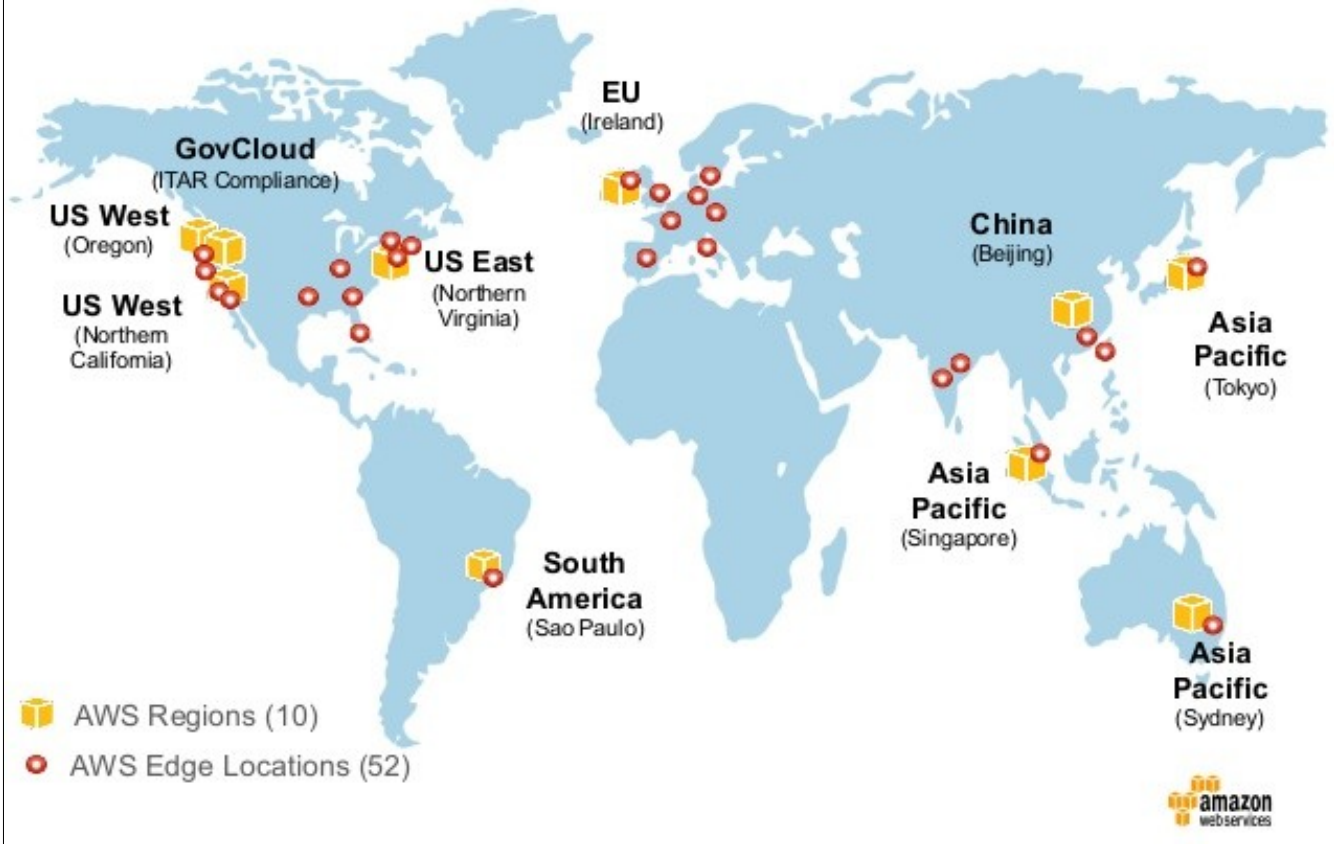 EU
(Ireland)
GovCloud
(ITAR Compliance)
US West
(Oregon)
US East
(Northern
Virginia)
US West
(Northern
California)
China
(Beijing)
Asia
Pacific
(Tokyo)
Asia
Pacific
(Singapore)
South
America
(Sao Paulo)
Asia
Pacific
(Sydney)
AWS Regions (10)
AWS Edge Locations (52)
amazon
webservices